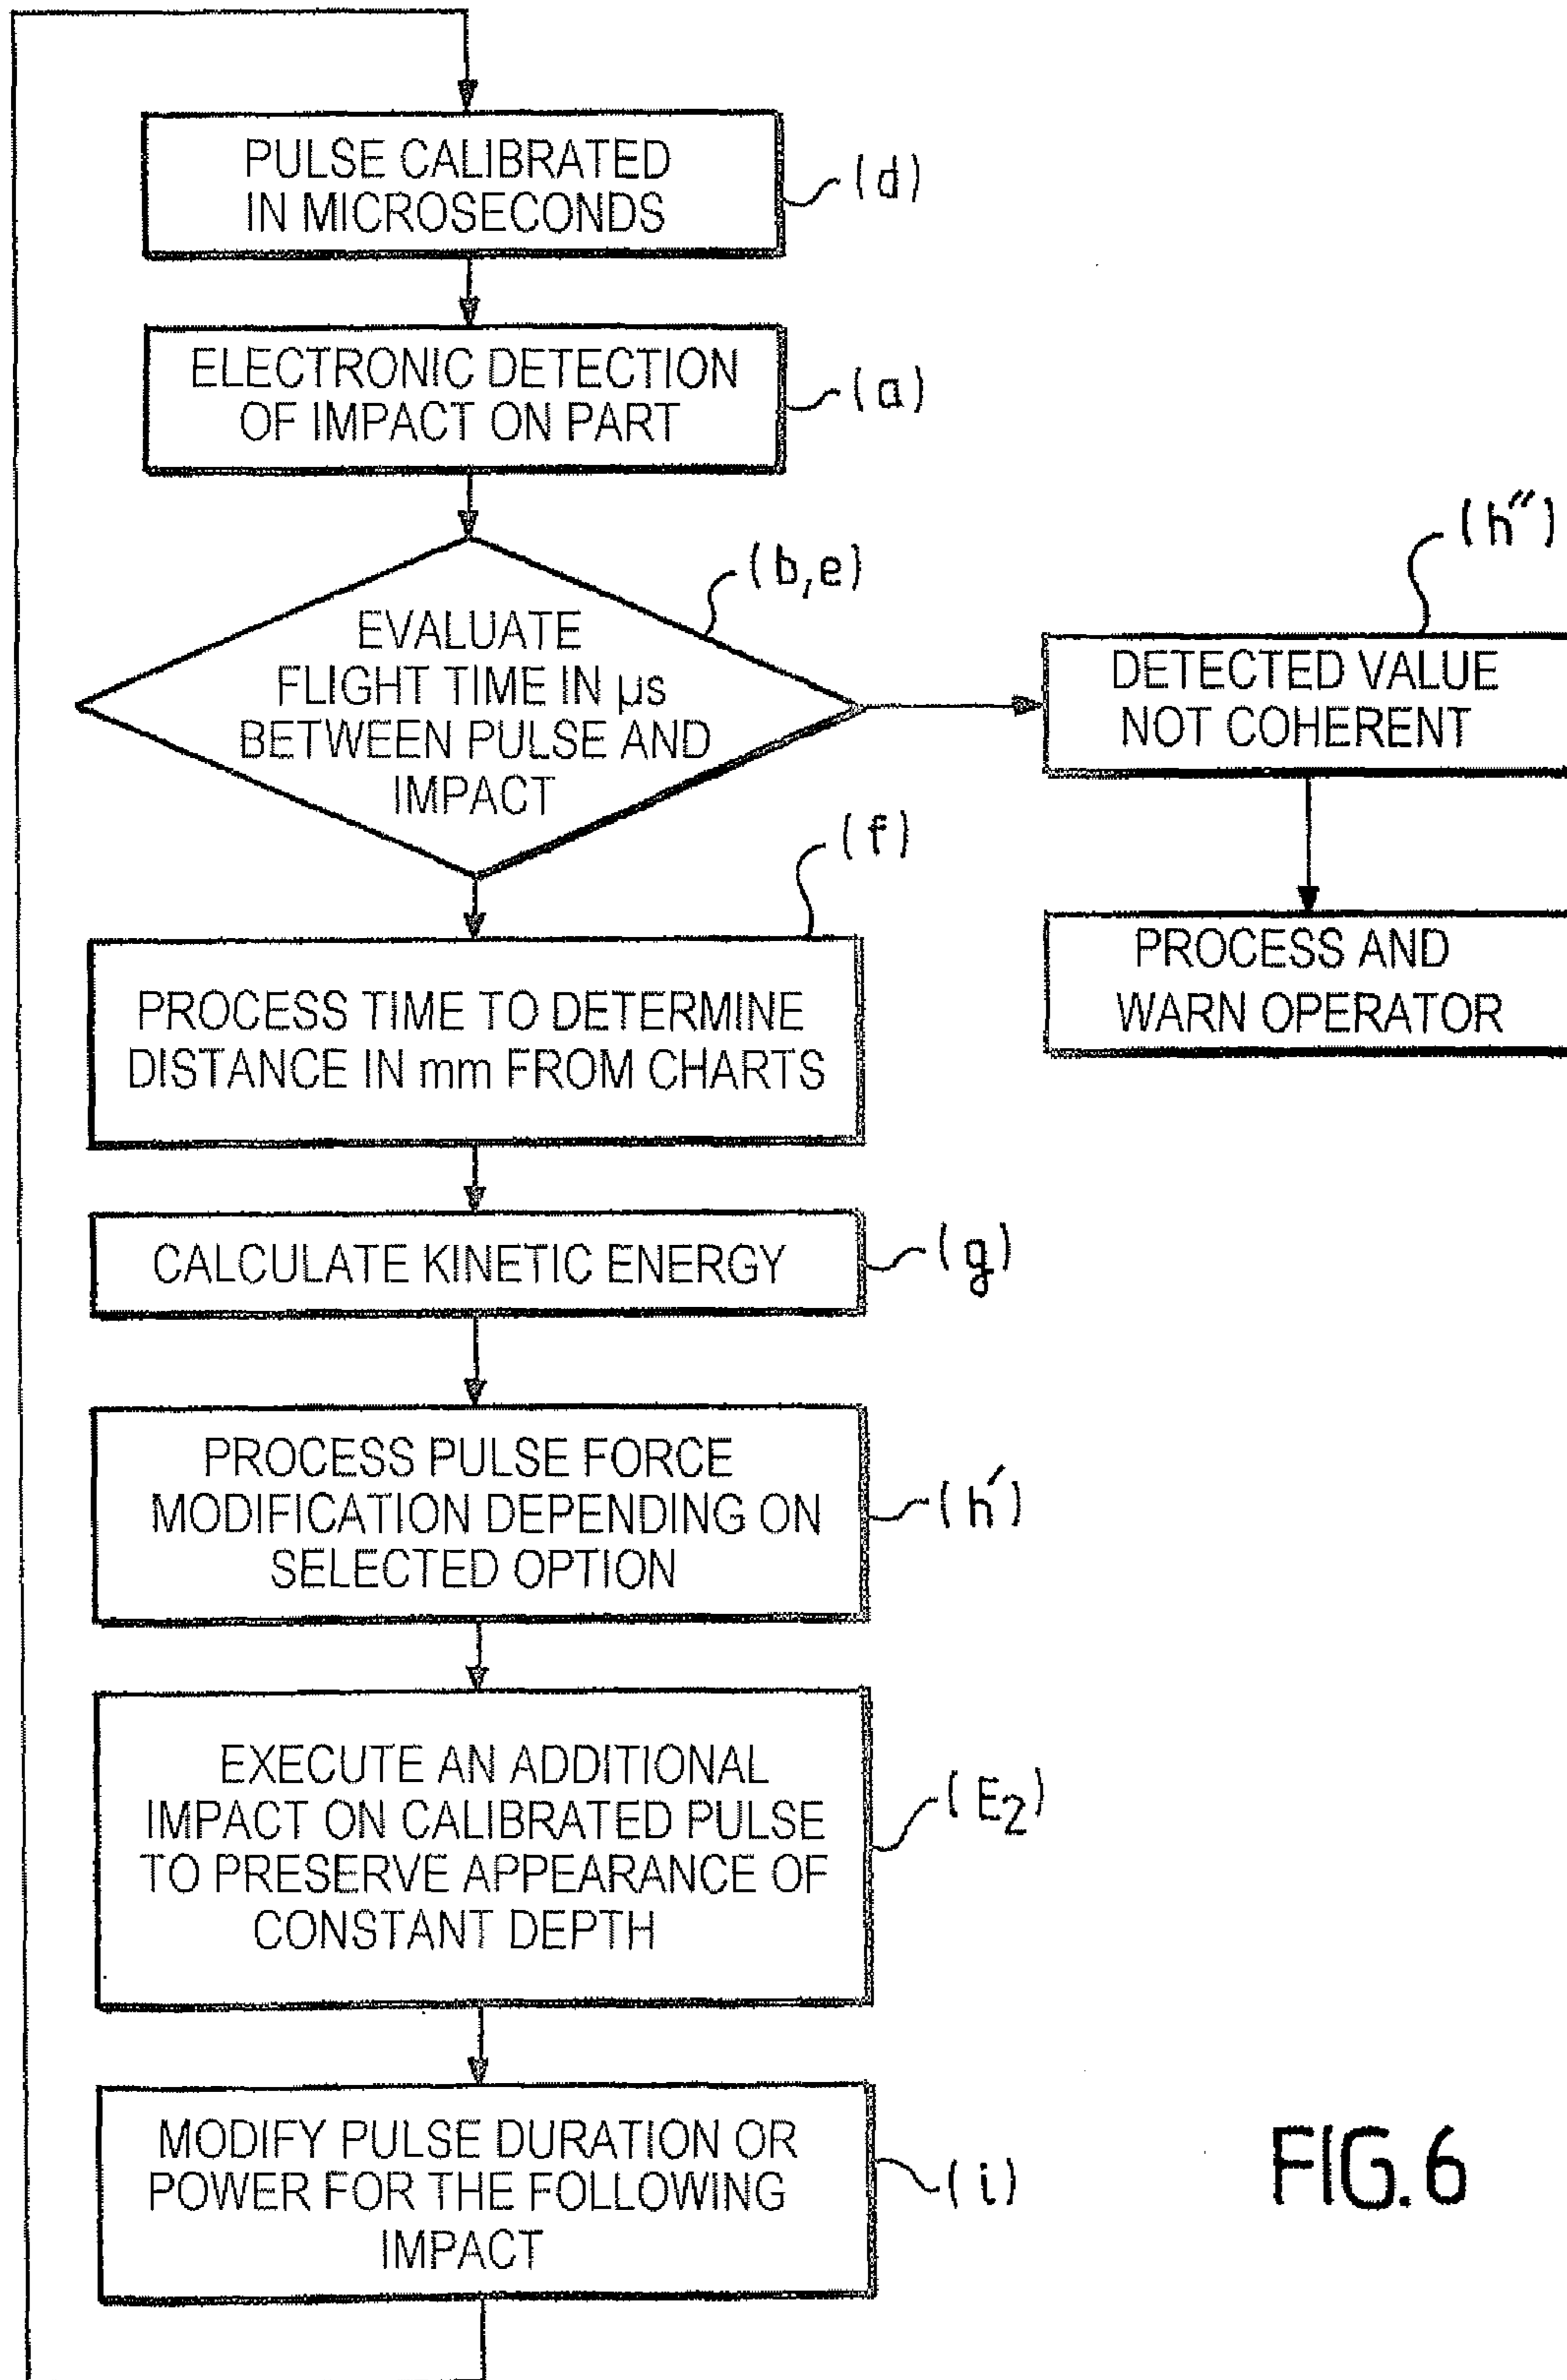 PULSE CALIBRATED
IN MICROSECONDS
(d)
ELECTRONIC DETECTION
OF IMPACT ON PART
(a)
EVALUATE
FLIGHT TIME IN µs
BETWEEN PULSE AND
IMPACT
(b,e)
DETECTED VALUE
NOT COHERENT
(h")
PROCESS AND
WARN OPERATOR
PROCESS TIME TO DETERMINE
DISTANCE IN mm FROM CHARTS
(f)
CALCULATE KINETIC ENERGY
(g)
PROCESS PULSE FORCE
MODIFICATION DEPENDING ON
SELECTED OPTION
(h')
EXECUTE AN ADDITIONAL
IMPACT ON CALIBRATED PULSE
TO PRESERVE APPEARANCE OF
CONSTANT DEPTH
(E2)
MODIFY PULSE DURATION OR
POWER FOR THE FOLLOWING
IMPACT
(i)
FIG.6